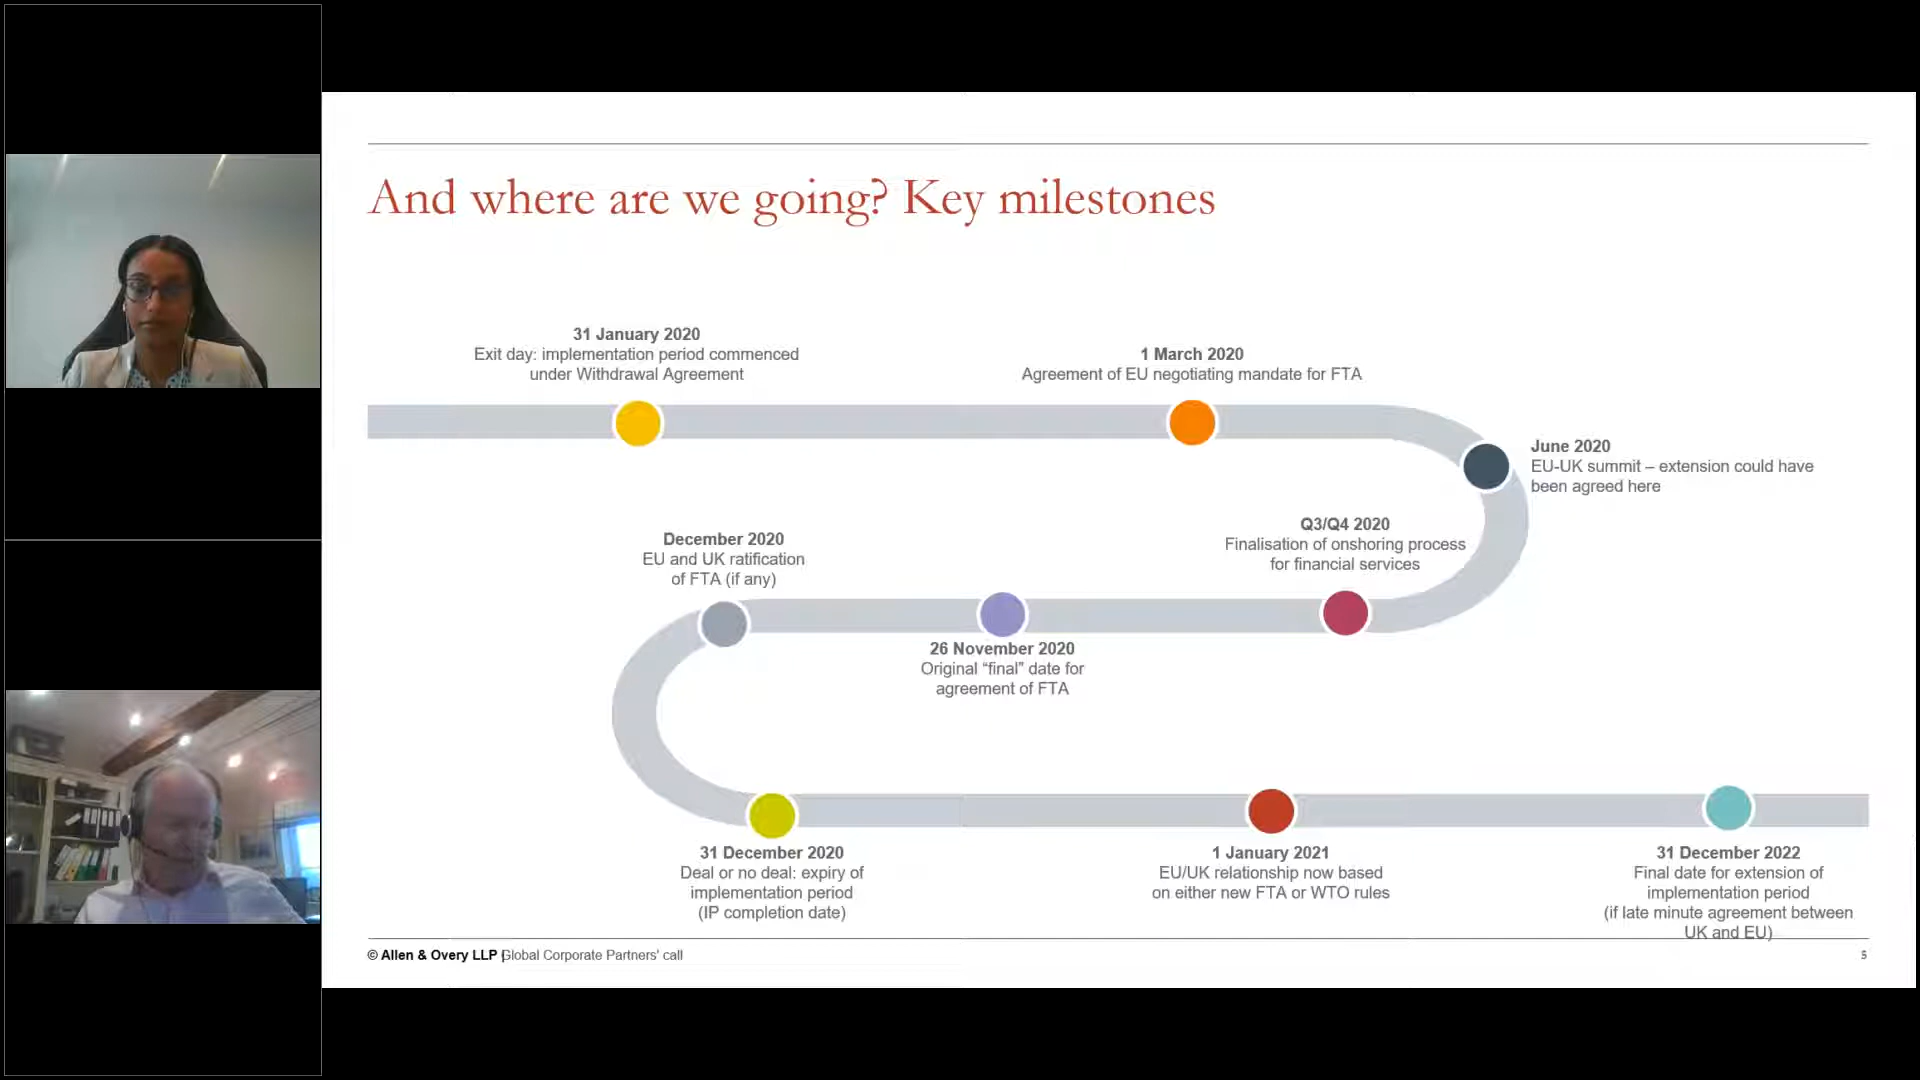 And where are we going? Key milestones
31 January 2020
Exit day: implementation period commenced
under Withdrawal Agreement
1 March 2020
Agreement of EU negotiating mandate for FTA
June 2020
EU-UK summit – extension could have
been agreed here
Q3/Q4 2020
Finalisation of onshoring process
for financial services
26 November 2020
Original “final” date for
agreement of FTA
December 2020
EU and UK ratification
of FTA (if any)
31 December 2020
Deal or no deal: expiry of
implementation period
(IP completion date)
1 January 2021
EU/UK relationship now based
on either new FTA or WTO rules
31 December 2022
Final date for extension of
implementation period
(if late minute agreement between
UK and EU)
© Allen & Overy LLP | Global Corporate Partners' call
5